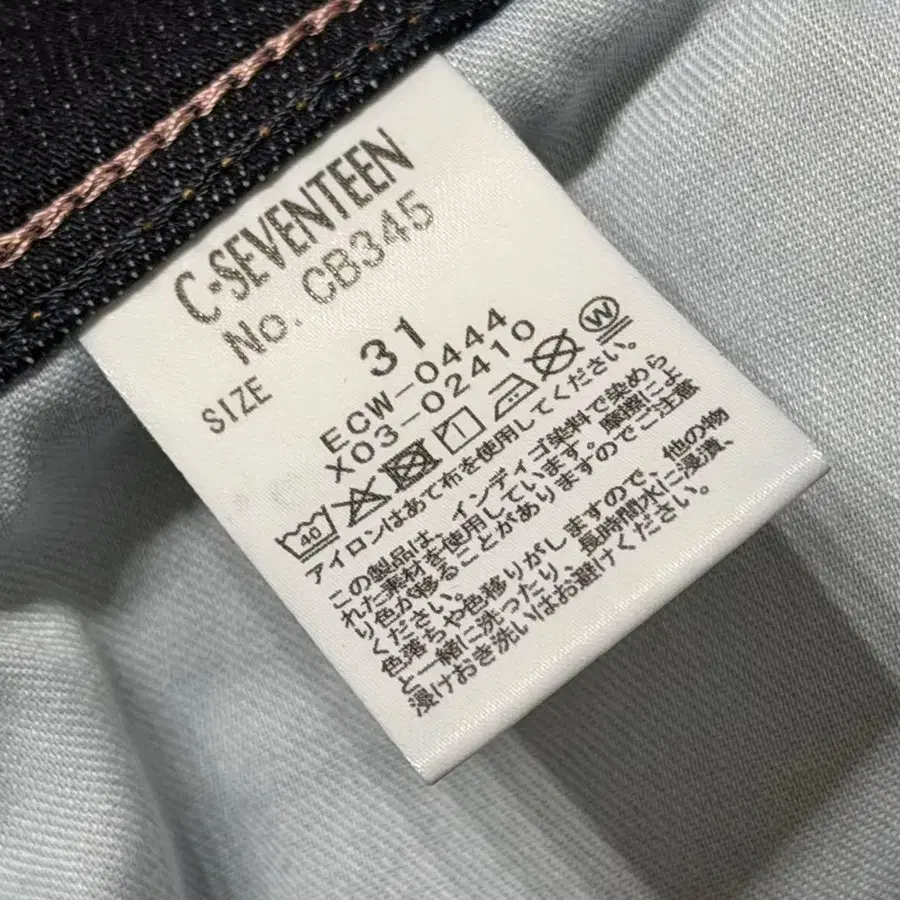 C・SEVENTEEN
No. CB345
SIZE 31
ECW-0444
X03-02410
40 1 W
アイロンはあて布を使用してください。
この製品は、インディゴ染料で染めら
れた素材を使用しています。摩擦によ
り色が移ることがありますのでご注意
ください。
色落ちや色移りがしますので、他の物
と一緒に洗ったり、長時間水に浸漬、
浸けおき洗いはお避けください。